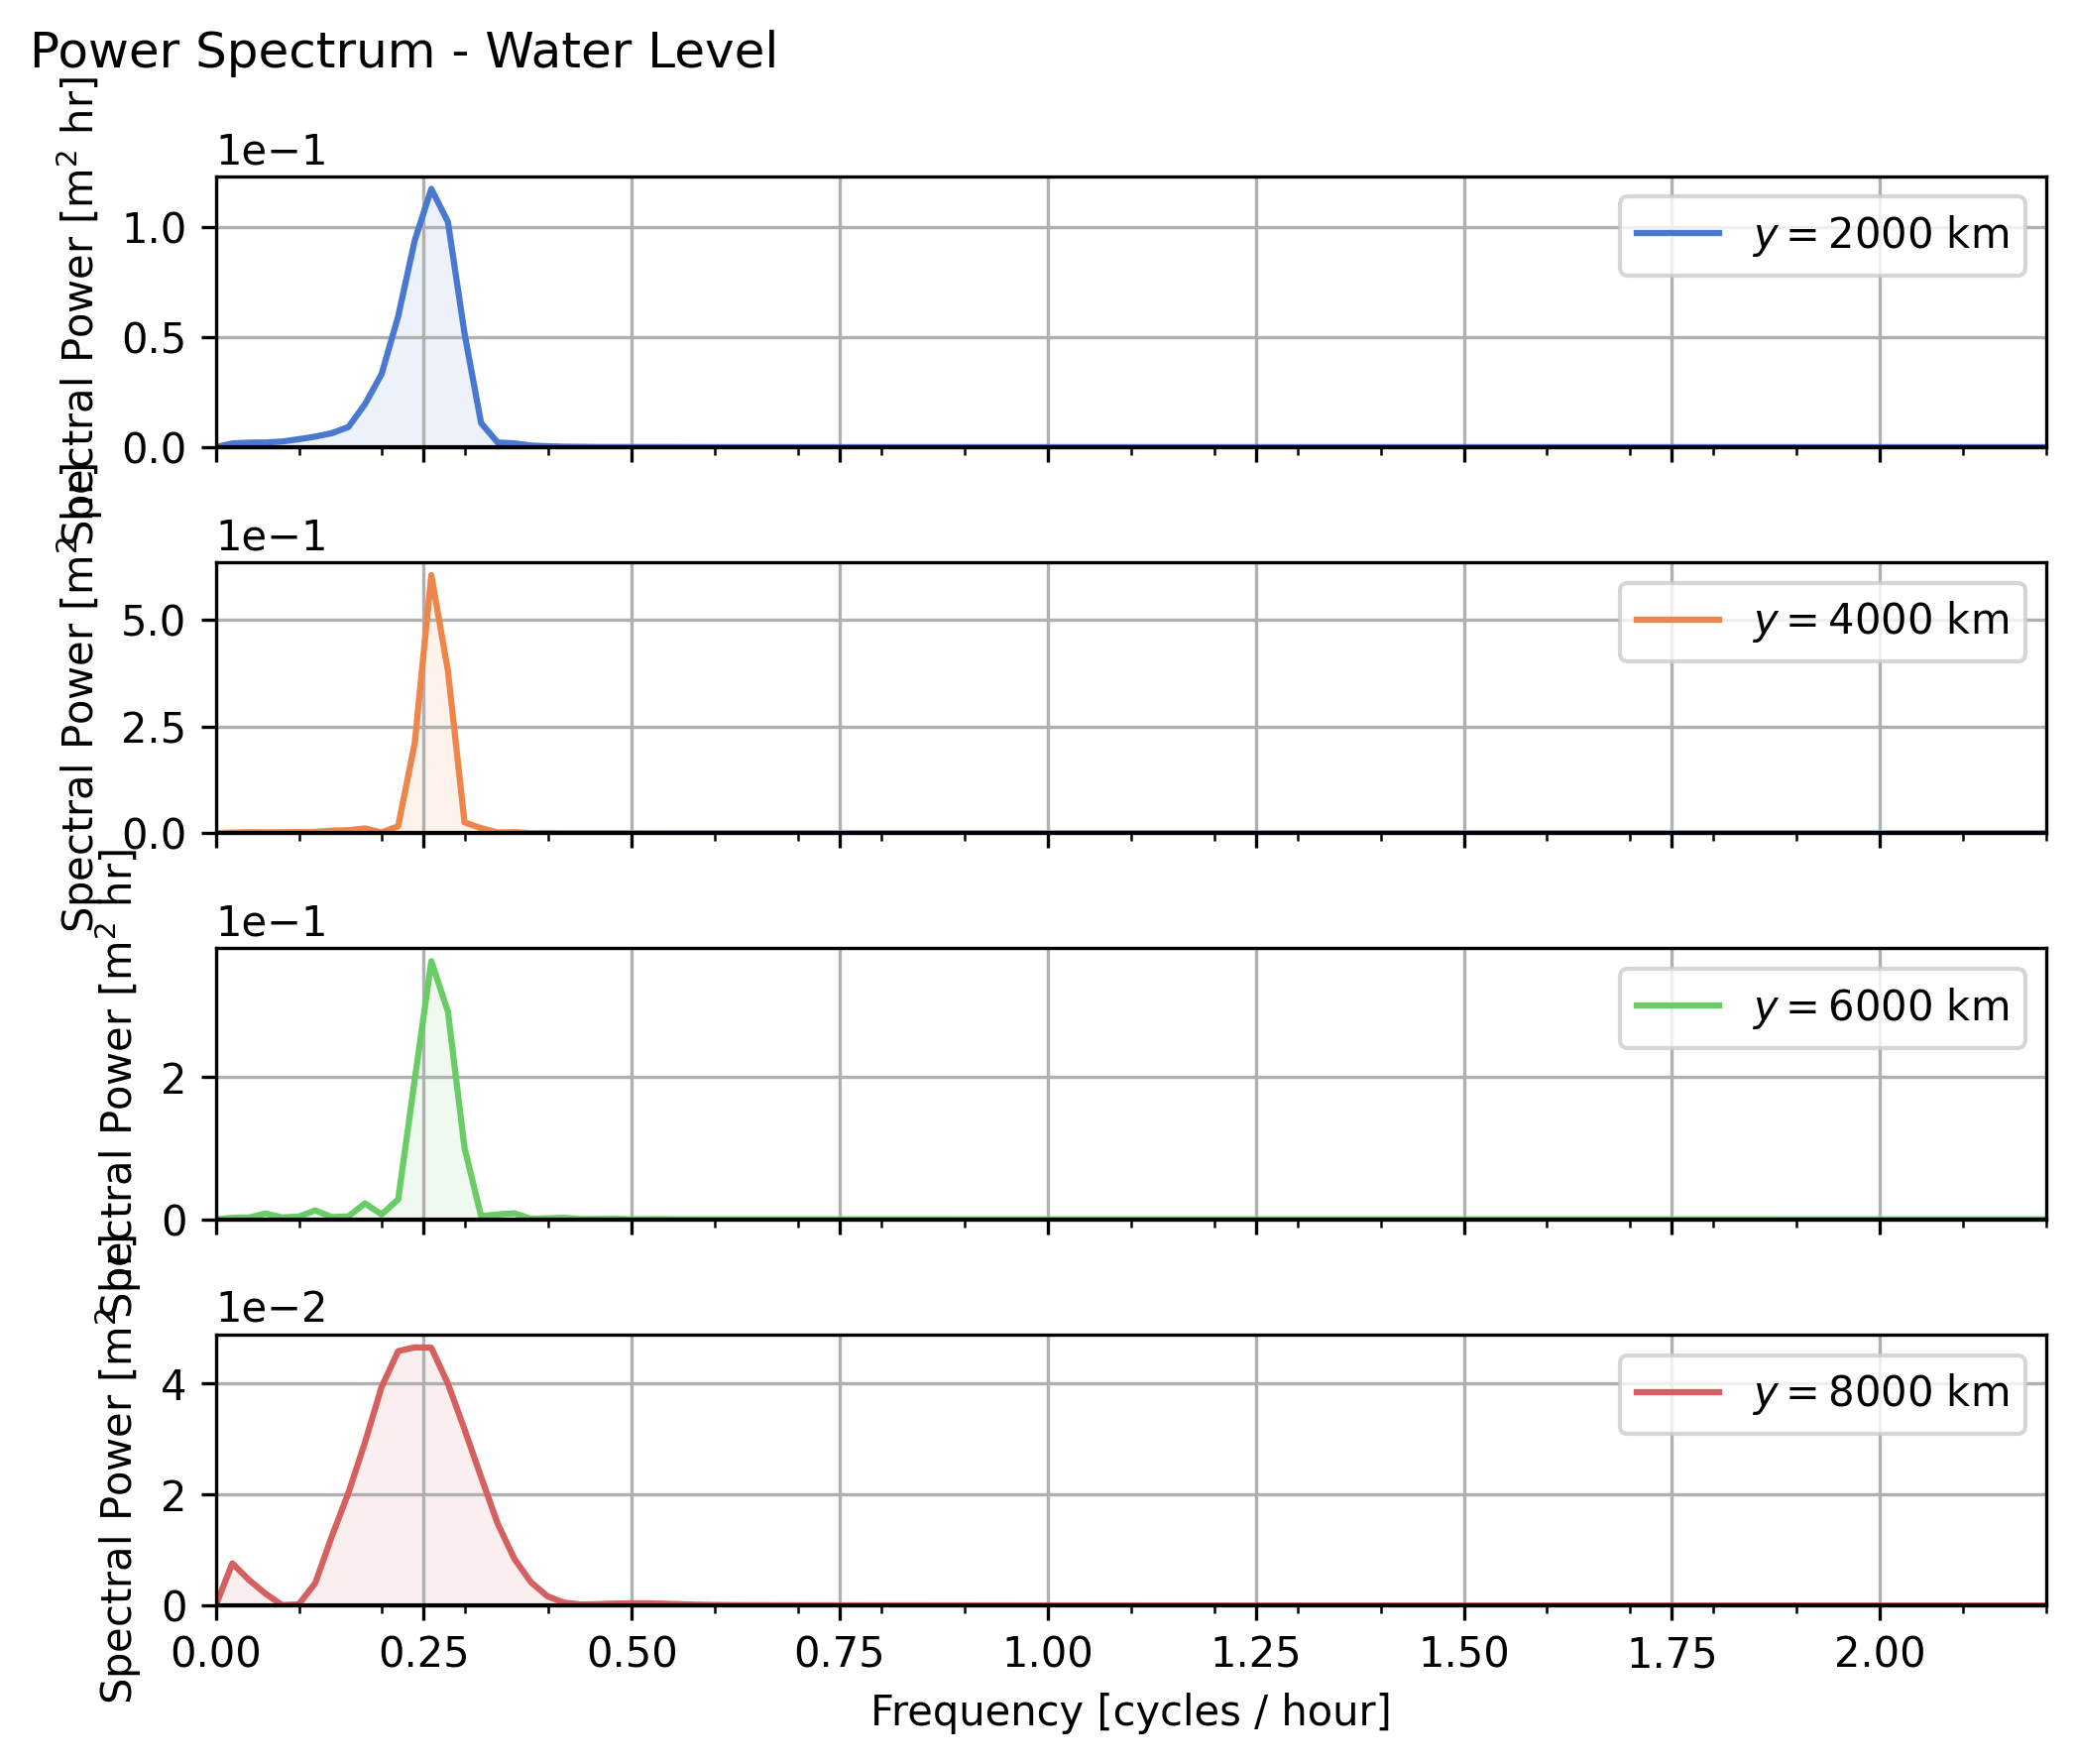 Power Spectrum - Water Level
Spectral Power [m² hr]
1e−1
1.0
0.5
0.0
y = 2000 km
Spectral Power [m² hr]
1e−1
5.0
2.5
0.0
y = 4000 km
Spectral Power [m² hr]
1e−1
2
0
y = 6000 km
Spectral Power [m² hr]
1e−2
4
2
0
y = 8000 km
0.00 0.25 0.50 0.75 1.00 1.25 1.50 1.75 2.00
Frequency [cycles / hour]